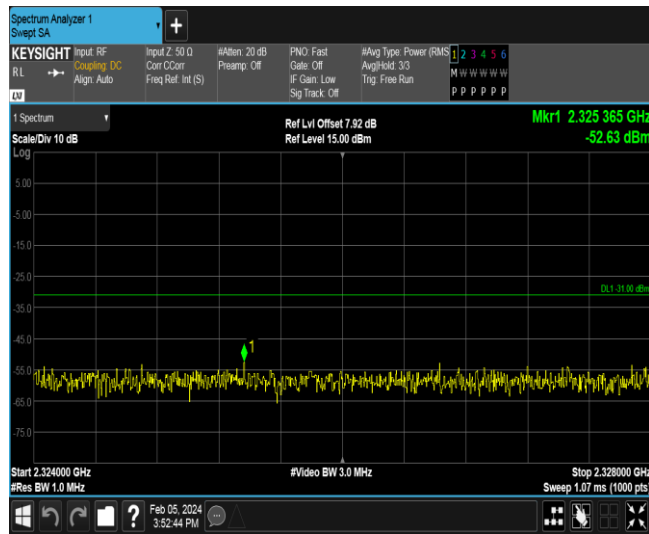 Spectrum Analyzer 1
Swept SA
+
KEYSIGHT
RL
LXI
Input: RF
Coupling: DC
Align: Auto
Input Z: 50 Ω
Corr CCorr
Freq Ref: Int (S)
#Atten: 20 dB
Preamp: Off
PNO: Fast
Gate: Off
IF Gain: Low
Sig Track: Off
#Avg Type: Power (RMS
Avg|Hold: 3/3
Trig: Free Run
1 2 3 4 5 6
M W W W W W
P P P P P P
1 Spectrum
Scale/Div 10 dB
Log
Ref Lvl Offset 7.92 dB
Ref Level 15.00 dBm
Mkr1 2.325 365 GHz
-52.63 dBm
5.00
-5.00
-15.0
-25.0
DL1 -31.00 dBm
-35.0
-45.0
1
-55.0
-65.0
-75.0
Start 2.324000 GHz
#Video BW 3.0 MHz
Stop 2.328000 GHz
#Res BW 1.0 MHz
Sweep 1.07 ms (1000 pts
?
Feb 05, 2024
3:52:44 PM